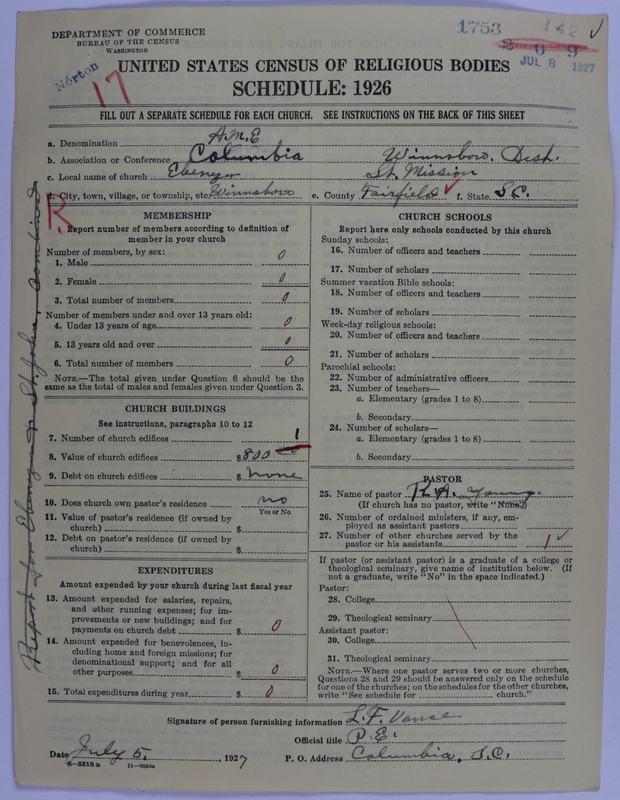 DEPARTMENT OF COMMERCE
BUREAU OF THE CENSUS
WASHINGTON
1753
142 ✓
209
JUL 8 1927
Norton
17
UNITED STATES CENSUS OF RELIGIOUS BODIES
SCHEDULE: 1926
FILL OUT A SEPARATE SCHEDULE FOR EACH CHURCH. SEE INSTRUCTIONS ON THE BACK OF THIS SHEET
a. Denomination A.M.E
b. Association or Conference Columbia Winnsboro, Dist.
c. Local name of church Ebenezer St. Mission
d. City, town, village, or township, etc. Winnsboro e. County Fairfield ✓ f. State S.C.
R
Report for Ebenezer & St. John, Combined
MEMBERSHIP
Report number of members according to definition of
member in your church
Number of members, by sex:
1. Male 0
2. Female 0
3. Total number of members 0
Number of members under and over 13 years old:
4. Under 13 years of age 0
5. 13 years old and over 0
6. Total number of members 0
NOTE.—The total given under Question 6 should be the
same as the total of males and females given under Question 3.
CHURCH BUILDINGS
See instructions, paragraphs 10 to 12
7. Number of church edifices 1
8. Value of church edifices $800
9. Debt on church edifices $none
10. Does church own pastor's residence no
Yes or No
11. Value of pastor's residence (if owned by
church) $
12. Debt on pastor's residence (if owned by
church) $
EXPENDITURES
Amount expended by your church during last fiscal year
13. Amount expended for salaries, repairs,
and other running expenses; for im-
provements or new buildings; and for
payments on church debt $ 0
14. Amount expended for benevolences, in-
cluding home and foreign missions; for
denominational support; and for all
other purposes $ 0
15. Total expenditures during year $ 0
CHURCH SCHOOLS
Report here only schools conducted by this church
Sunday schools:
16. Number of officers and teachers
17. Number of scholars
Summer vacation Bible schools:
18. Number of officers and teachers
19. Number of scholars
Week-day religious schools:
20. Number of officers and teachers
21. Number of scholars
Parochial schools:
22. Number of administrative officers
23. Number of teachers—
a. Elementary (grades 1 to 8)
b. Secondary
24. Number of scholars—
a. Elementary (grades 1 to 8)
b. Secondary
PASTOR
25. Name of pastor R. A. Young.
(If church has no pastor, write "None.")
26. Number of ordained ministers, if any, em-
ployed as assistant pastors
27. Number of other churches served by the
pastor or his assistants 1 ✓
If pastor (or assistant pastor) is a graduate of a college or
theological seminary, give name of institution below. (If
not a graduate, write "No" in the space indicated.)
Pastor:
28. College
29. Theological seminary
Assistant pastor:
30. College
31. Theological seminary
NOTE.—Where one pastor serves two or more churches,
Questions 28 and 29 should be answered only on the schedule
for one of the churches; on the schedules for the other churches,
write "See schedule for church."
Signature of person furnishing information L. F. Vance
Official title P.E.
Date July 5, 1927 P. O. Address Columbia, S.C.
6—5518 a